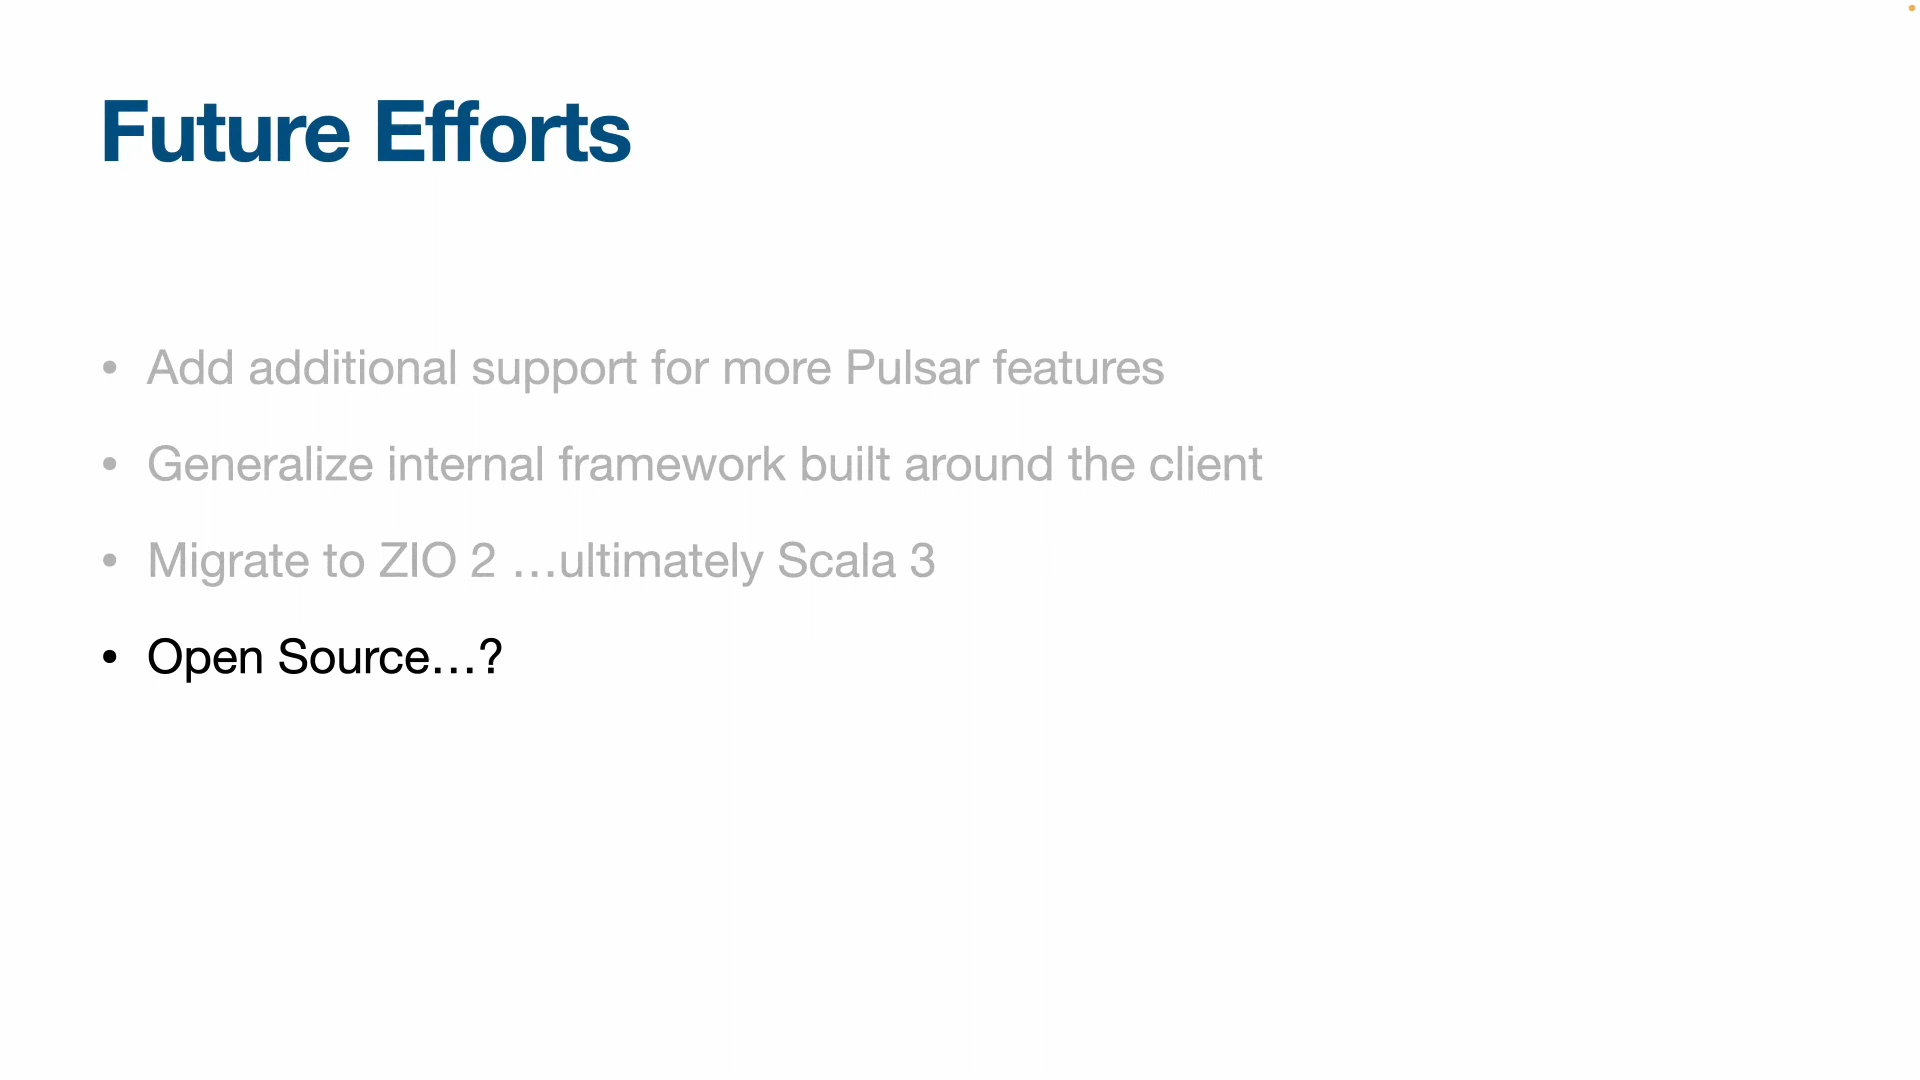 Future Efforts
• Add additional support for more Pulsar features
• Generalize internal framework built around the client
• Migrate to ZIO 2 …ultimately Scala 3
• Open Source…?